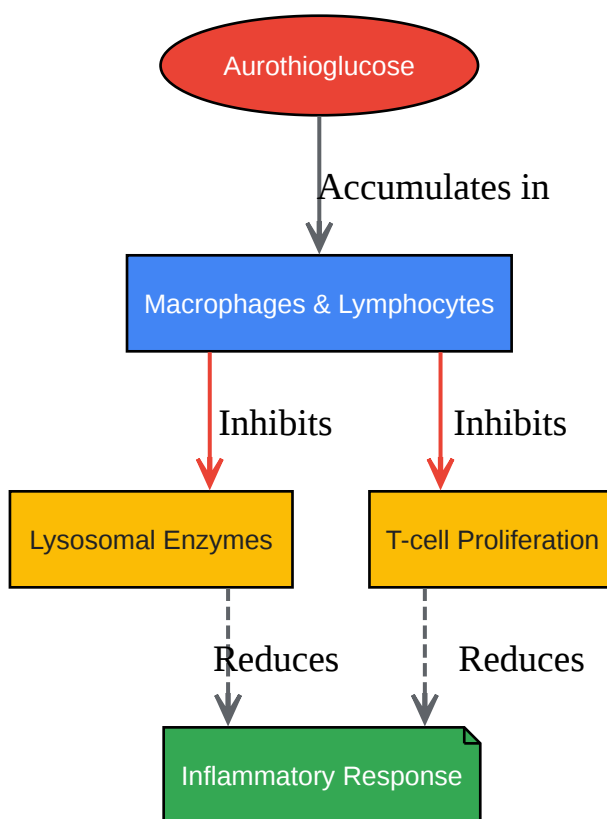 Aurothioglucose
Accumulates in
Macrophages & Lymphocytes
Inhibits
Inhibits
Lysosomal Enzymes
T-cell Proliferation
Reduces
Reduces
Inflammatory Response